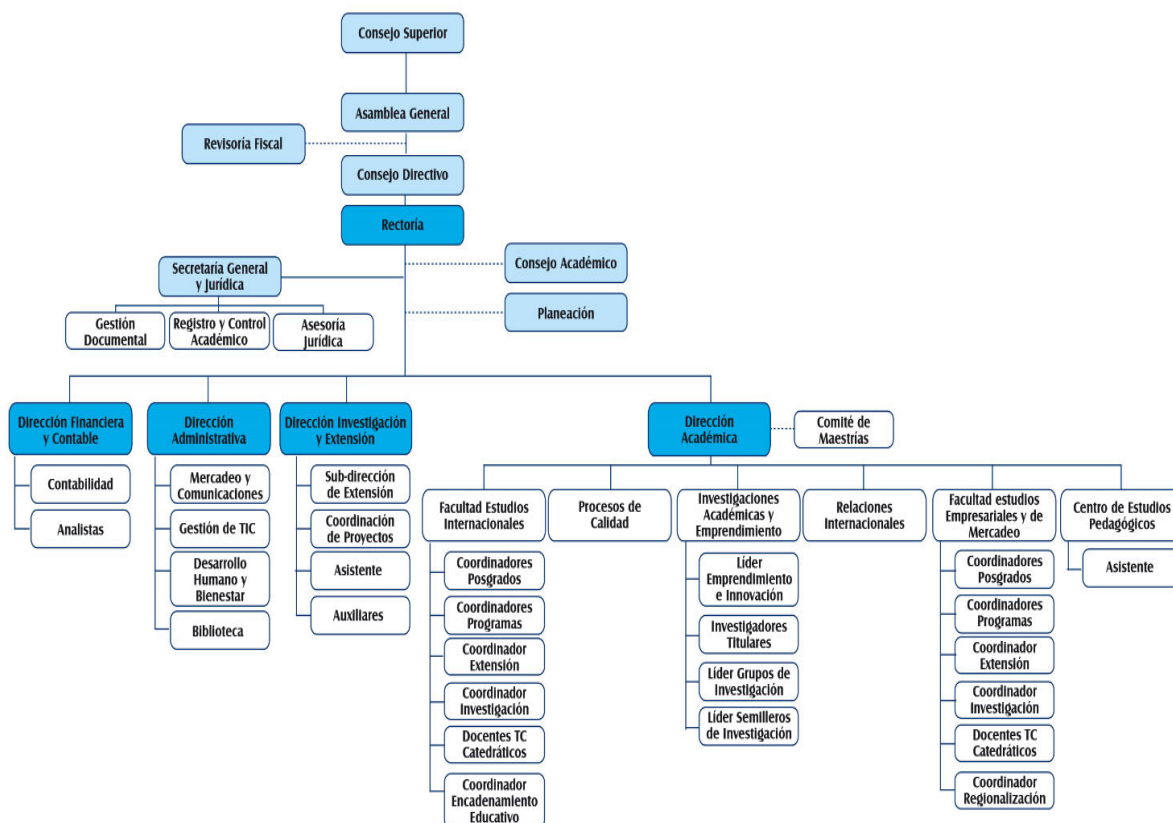 Consejo Superior
Asamblea General
Revisoría Fiscal
Consejo Directivo
Rectoría
Consejo Académico
Secretaría General
y Jurídica
Planeación
Gestión
Documental
Registro y Control
Académico
Asesoría
Jurídica
Dirección Financiera
y Contable
Contabilidad
Analistas
Dirección
Administrativa
Mercadeo y
Comunicaciones
Gestión de TIC
Desarrollo
Humano y
Bienestar
Biblioteca
Dirección Investigación
y Extensión
Sub-dirección
de Extensión
Coordinación
de Proyectos
Asistente
Auxiliares
Dirección
Académica
Comité de
Maestrías
Facultad Estudios
Internacionales
Coordinadores
Posgrados
Coordinadores
Programas
Coordinador
Extensión
Coordinador
Investigación
Docentes TC
Catedráticos
Coordinador
Encadenamiento
Educativo
Procesos de
Calidad
Investigaciones
Académicas y
Emprendimiento
Líder
Emprendimiento
e Innovación
Investigadores
Titulares
Líder Grupos de
Investigación
Líder Semilleros
de Investigación
Relaciones
Internacionales
Facultad estudios
Empresariales y de
Mercadeo
Coordinadores
Posgrados
Coordinadores
Programas
Coordinador
Extensión
Coordinador
Investigación
Docentes TC
Catedráticos
Coordinador
Regionalización
Centro de Estudios
Pedagógicos
Asistente